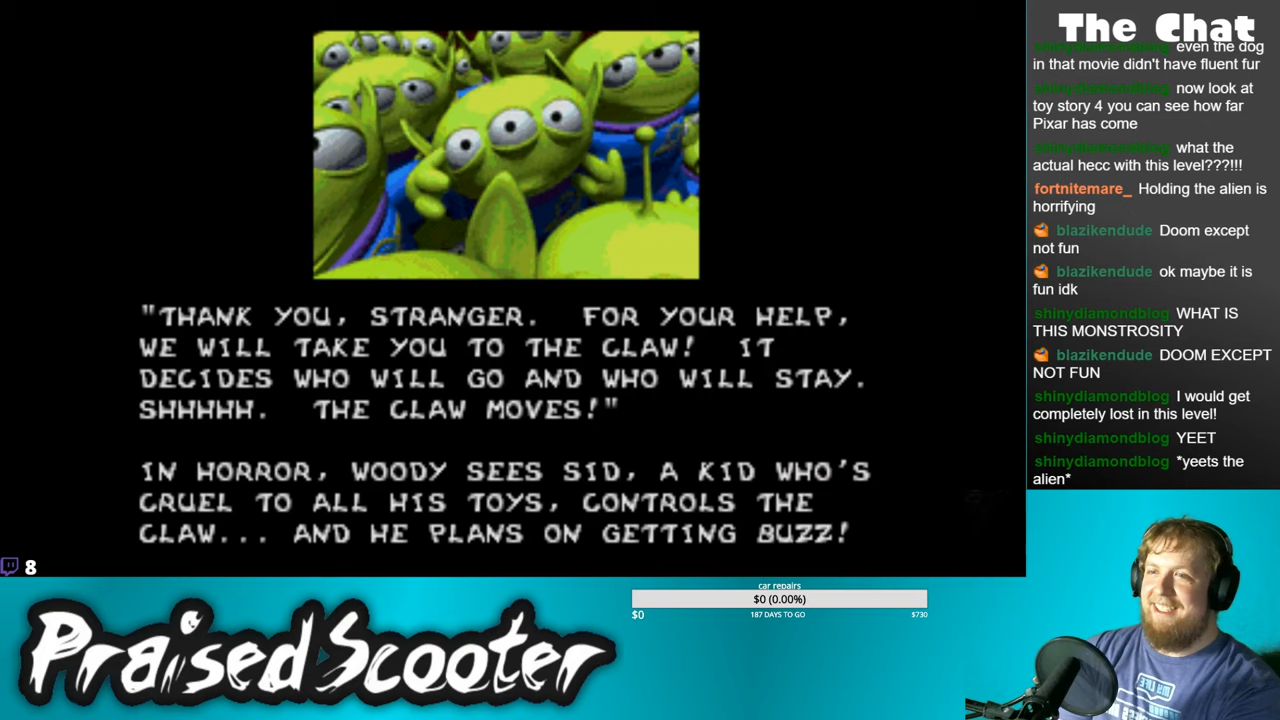 "THANK YOU, STRANGER. FOR YOUR HELP,
WE WILL TAKE YOU TO THE CLAW! IT
DECIDES WHO WILL GO AND WHO WILL STAY.
SHHHHH. THE CLAW MOVES!"
IN HORROR, WOODY SEES SID, A KID WHO'S
CRUEL TO ALL HIS TOYS, CONTROLS THE
CLAW... AND HE PLANS ON GETTING BUZZ!
The Chat
shinydiamondblog even the dog
in that movie didn't have fluent fur
shinydiamondblog now look at
toy story 4 you can see how far
Pixar has come
shinydiamondblog what the
actual hecc with this level???!!!
fortnitemare_ Holding the alien is
horrifying
blazikendude Doom except
not fun
blazikendude ok maybe it is
fun idk
shinydiamondblog WHAT IS
THIS MONSTROSITY
blazikendude DOOM EXCEPT
NOT FUN
shinydiamondblog I would get
completely lost in this level!
shinydiamondblog YEET
shinydiamondblog *yeets the
alien*
8
PraisedScooter
car repairs
$0 (0.00%)
$0 187 DAYS TO GO $730
MY LIFE